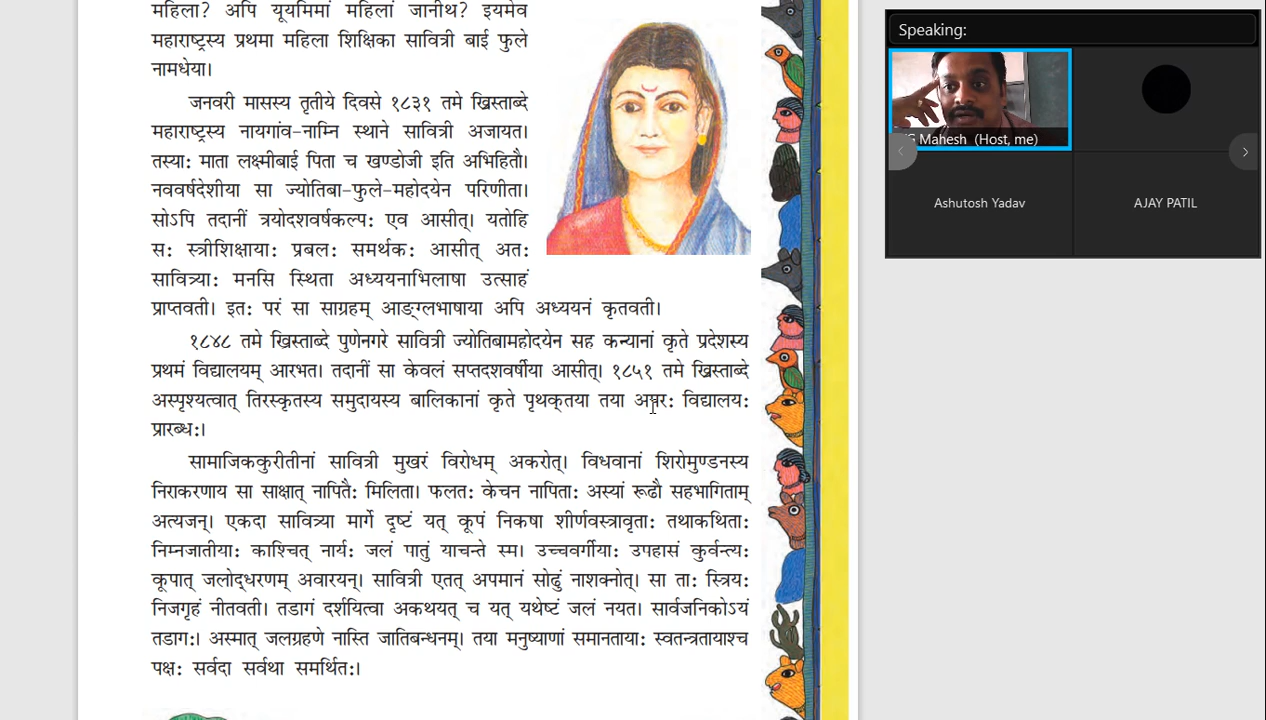 महिला? अपि यूयमिमां महिलां जानीथ? इयमेव
महाराष्ट्रस्य प्रथमा महिला शिक्षिका सावित्री बाई फुले
नामधेया।
जनवरी मासस्य तृतीये दिवसे १८३१ तमे ख्रिस्ताब्दे
महाराष्ट्रस्य नायगांव-नाम्नि स्थाने सावित्री अजायत।
तस्याः माता लक्ष्मीबाई पिता च खण्डोजी इति अभिहितौ।
नववर्षदेशीया सा ज्योतिबा-फुले-महोदयेन परिणीता।
सोऽपि तदानीं त्रयोदशवर्षकल्पः एव आसीत्। यतोहि
सः स्त्रीशिक्षायाः प्रबलः समर्थकः आसीत् अतः
सावित्र्याः मनसि स्थिता अध्ययनाभिलाषा उत्साहं
प्राप्तवती। इतः परं सा साग्रहम् आङ्ग्लभाषाया अपि अध्ययनं कृतवती।
१८४८ तमे ख्रिस्ताब्दे पुणेनगरे सावित्री ज्योतिबामहोदयेन सह कन्यानां कृते प्रदेशस्य
प्रथमं विद्यालयम् आरभत। तदानीं सा केवलं सप्तदशवर्षीया आसीत्। १८५१ तमे ख्रिस्ताब्दे
अस्पृश्यत्वात् तिरस्कृतस्य समुदायस्य बालिकानां कृते पृथक्तया तया अपरः विद्यालयः
प्रारब्धः।
सामाजिककुरीतीनां सावित्री मुखरं विरोधम् अकरोत्। विधवानां शिरोमुण्डनस्य
निराकरणाय सा साक्षात् नापितैः मिलिता। फलतः केचन नापिताः अस्यां रूढौ सहभागिताम्
अत्यजन्। एकदा सावित्र्या मार्गे दृष्टं यत् कूपं निकषा शीर्णवस्त्रावृताः तथाकथिताः
निम्नजातीयाः काश्चित् नार्यः जलं पातुं याचन्ते स्म। उच्चवर्गीयाः उपहासं कुर्वन्त्यः
कूपात् जलोद्धरणम् अवारयन्। सावित्री एतत् अपमानं सोढुं नाशक्नोत्। सा ताः स्त्रियः
निजगृहं नीतवती। तडागं दर्शयित्वा अकथयत् च यत् यथेष्टं जलं नयत। सार्वजनिकोऽयं
तडागः। अस्मात् जलग्रहणे नास्ति जातिबन्धनम्। तया मनुष्याणां समानतायाः स्वतन्त्रतायाश्च
पक्षः सर्वदा सर्वथा समर्थितः।
Speaking:
Mahesh (Host, me)
Ashutosh Yadav
AJAY PATIL